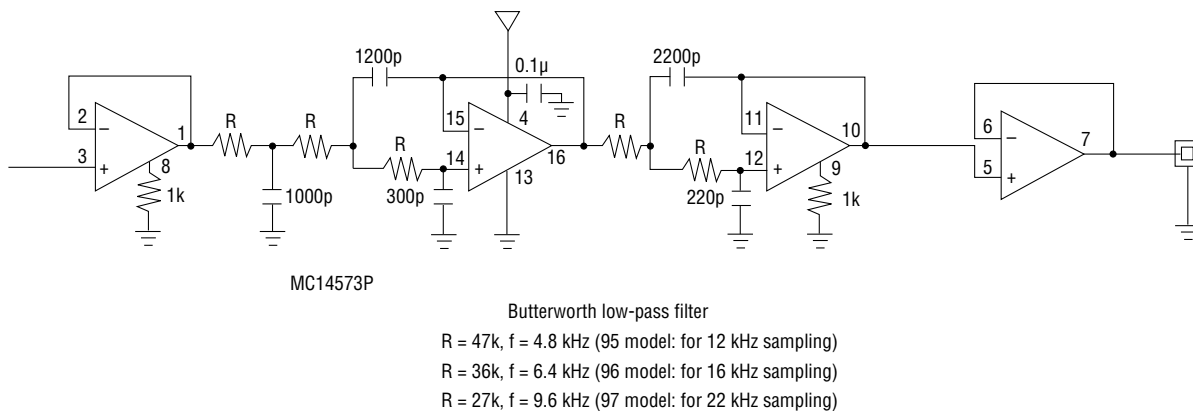 1200p
0.1µ
2200p
2
1
R
R
15
4
R
11
10
6
7
3
8
R
14
16
R
12
9
5
1k
1000p
300p
13
220p
1k
−
+
−
+
−
+
−
+
MC14573P
Butterworth low-pass filter
R = 47k, f = 4.8 kHz (95 model: for 12 kHz sampling)
R = 36k, f = 6.4 kHz (96 model: for 16 kHz sampling)
R = 27k, f = 9.6 kHz (97 model: for 22 kHz sampling)